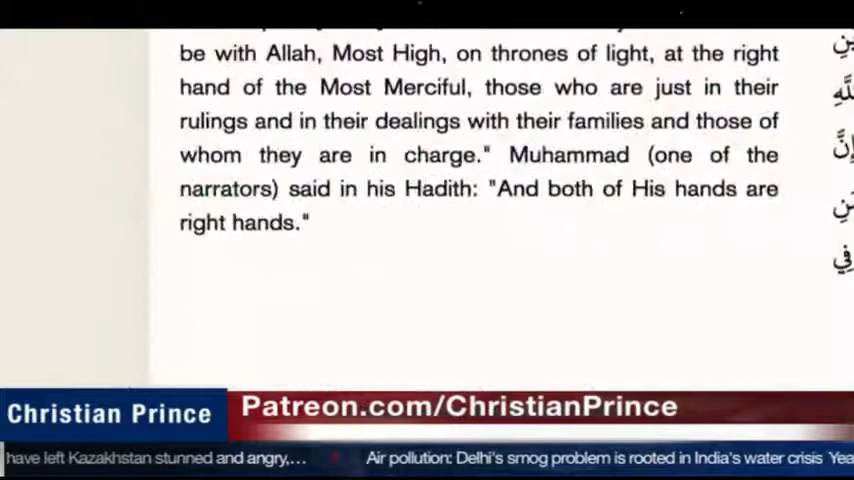 be with Allah, Most High, on thrones of light, at the right
hand of the Most Merciful, those who are just in their
rulings and in their dealings with their families and those of
whom they are in charge." Muhammad (one of the
narrators) said in his Hadith: "And both of His hands are
right hands."
Christian Prince
Patreon.com/ChristianPrince
have left Kazakhstan stunned and angry,... Air pollution: Delhi's smog problem is rooted in India's water crisis Yea